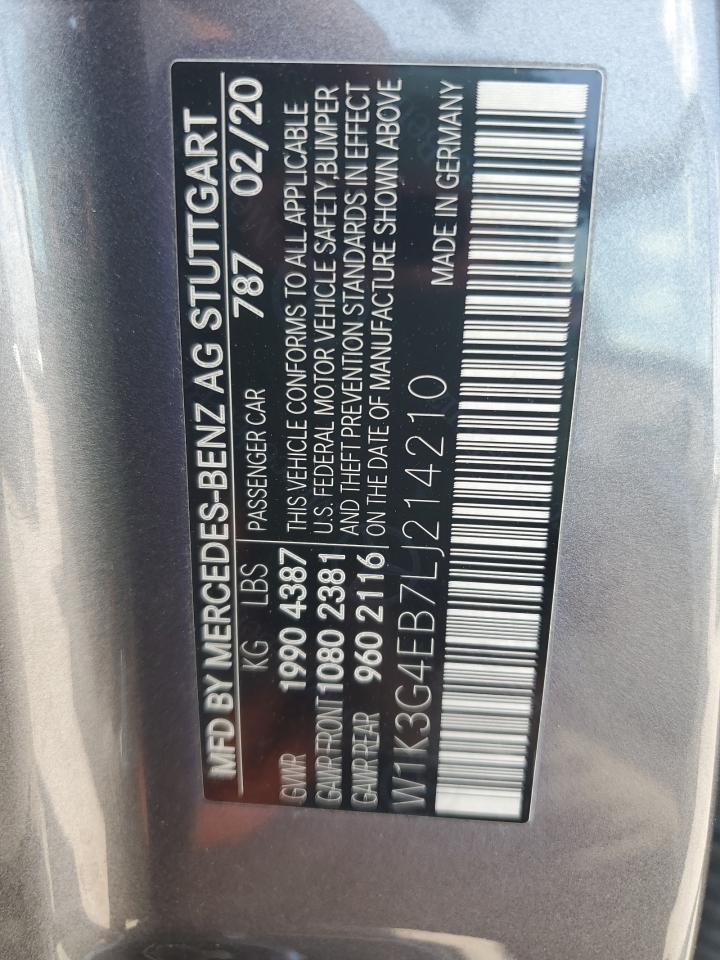 MFD BY MERCEDES-BENZ AG STUTTGART
KG LBS PASSENGER CAR 787 02/20
GVWR 1990 4387 THIS VEHICLE CONFORMS TO ALL APPLICABLE
GAWR FRONT 1080 2381 U.S. FEDERAL MOTOR VEHICLE SAFETY BUMPER
GAWR REAR 960 2116 AND THEFT PREVENTION STANDARDS IN EFFECT
ON THE DATE OF MANUFACTURE SHOWN ABOVE
W1K3G4EB7LJ214210 MADE IN GERMANY